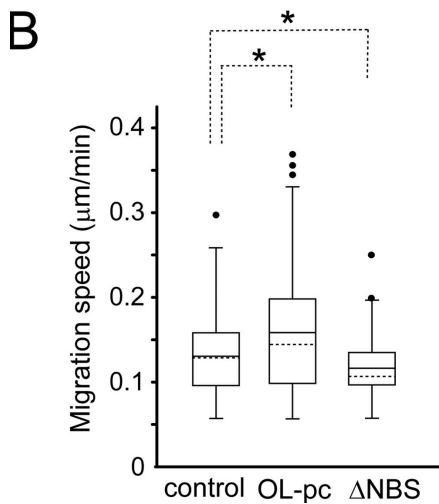 B
*
*
Migration speed (μm/min)
0.4
0.3
0.2
0.1
0
control OL-pc ΔNBS